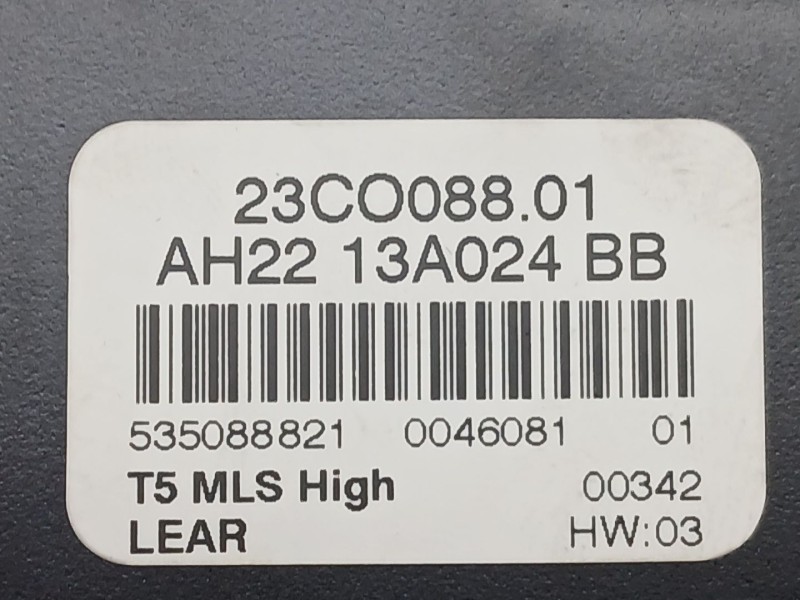 23CO088.01
AH22 13A024 BB
535088821 0046081 01
T5 MLS High 00342
LEAR HW:03